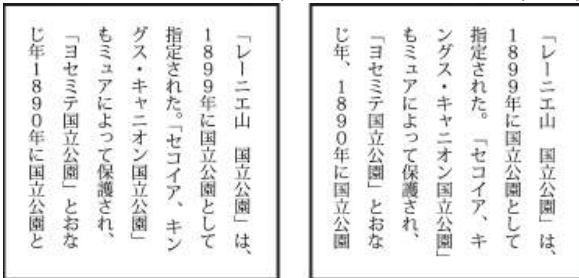 「レーニエ山　国立公園」は、
1899年に国立公園として
指定された。「セコイア、キン
グス・キャニオン国立公園」
もミュアによって保護され、
「ヨセミテ国立公園」とおな
じ年1890年に国立公園と
「レーニエ山　国立公園」は、
1899年に国立公園として
指定された。　「セコイア、キ
ングス・キャニオン国立公園」
もミュアによって保護され、
「ヨセミテ国立公園」とおな
じ年、1890年に国立公園